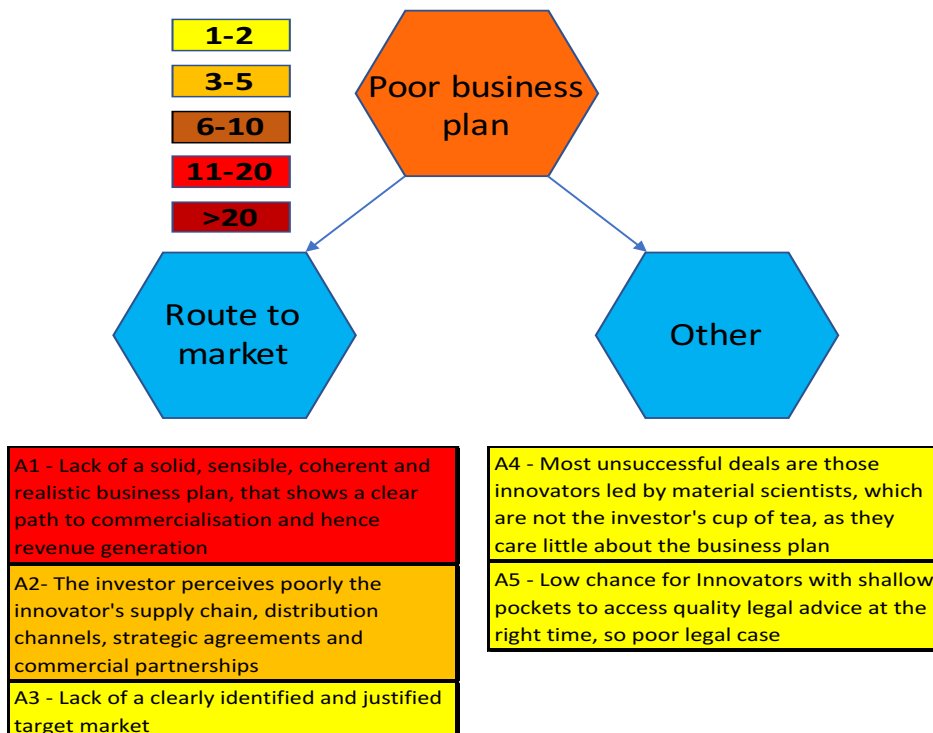 1-2
3-5
6-10
11-20
>20
Poor business
plan
Route to
market
Other
A1 - Lack of a solid, sensible, coherent and
realistic business plan, that shows a clear
path to commercialisation and hence
revenue generation
A2- The investor perceives poorly the
innovator's supply chain, distribution
channels, strategic agreements and
commercial partnerships
A3 - Lack of a clearly identified and justified
target market
A4 - Most unsuccessful deals are those
innovators led by material scientists, which
are not the investor's cup of tea, as they
care little about the business plan
A5 - Low chance for Innovators with shallow
pockets to access quality legal advice at the
right time, so poor legal case